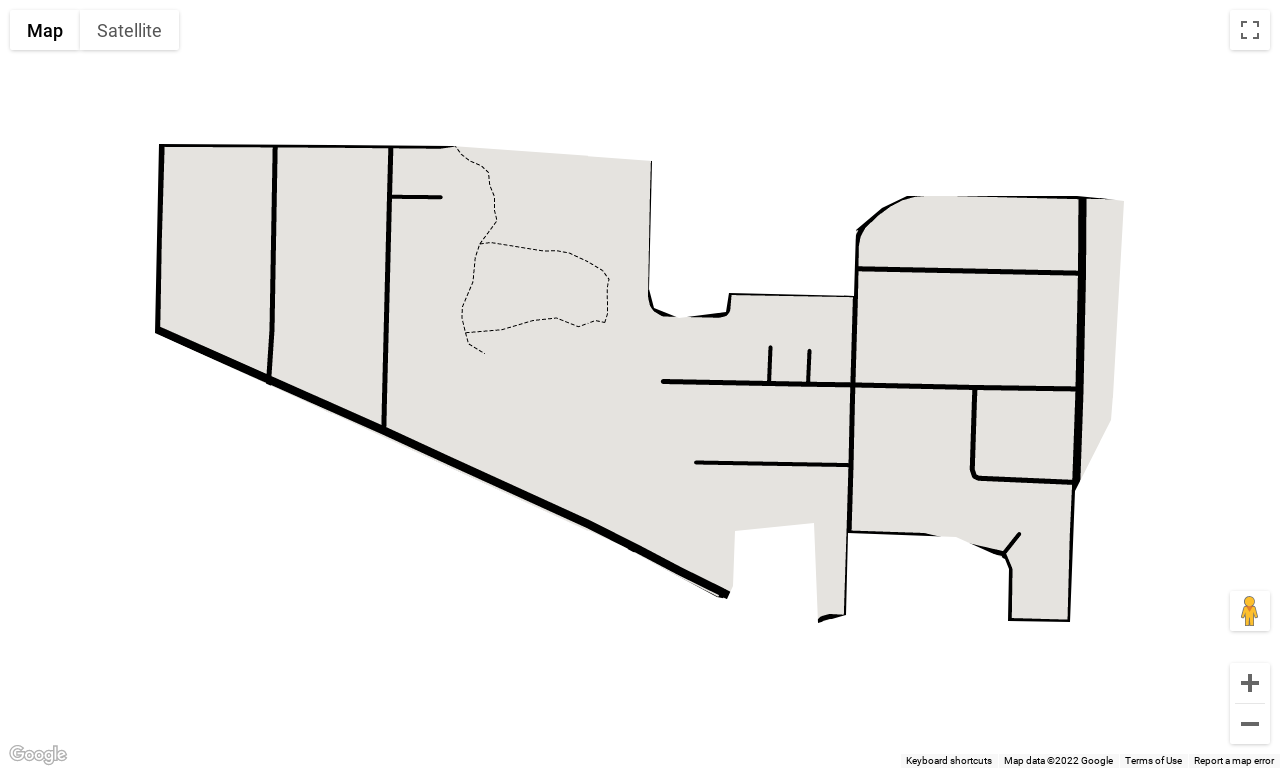 Map Satellite
Google
Keyboard shortcuts Map data ©2022 Google Terms of Use Report a map error